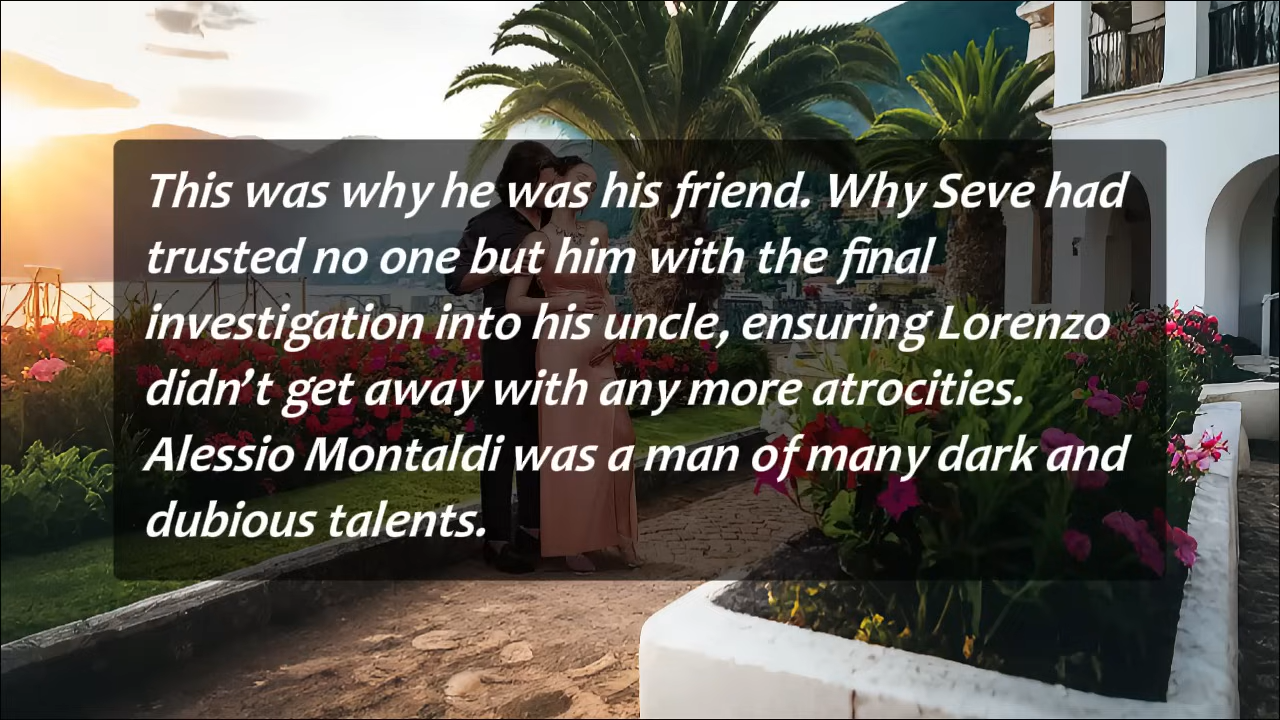 This was why he was his friend. Why Seve had
trusted no one but him with the final
investigation into his uncle, ensuring Lorenzo
didn’t get away with any more atrocities.
Alessio Montaldi was a man of many dark and
dubious talents.